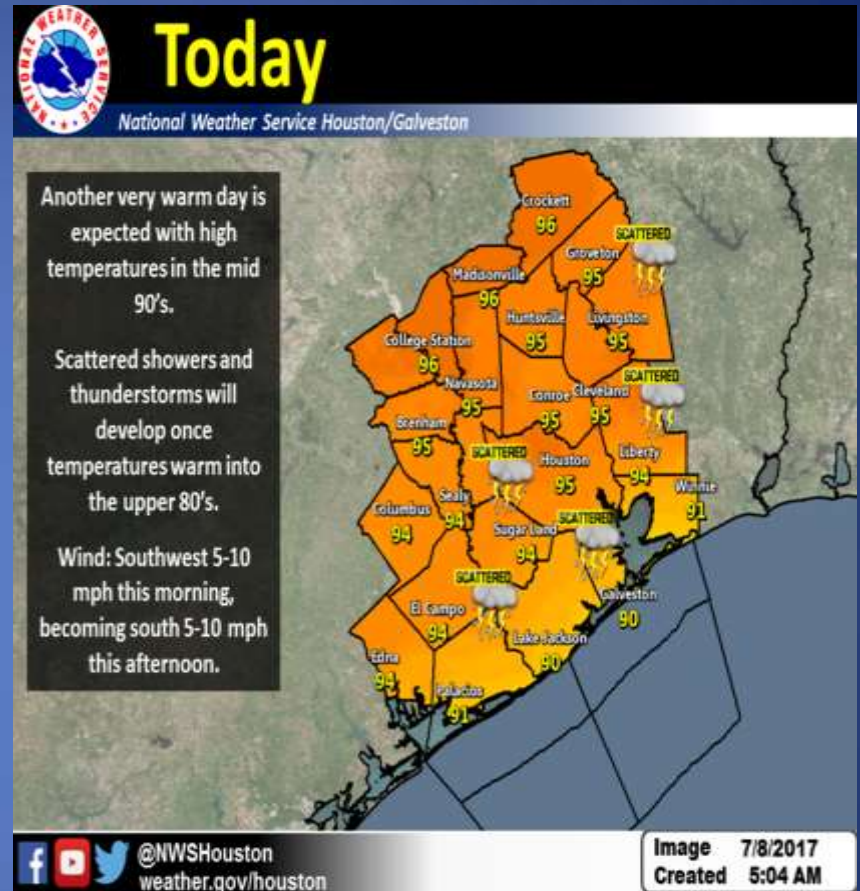 NATIONAL WEATHER SERVICE
Today
National Weather Service Houston/Galveston
Another very warm day is
expected with high
temperatures in the mid
90's.
Scattered showers and
thunderstorms will
develop once
temperatures warm into
the upper 80's.
Wind: Southwest 5-10
mph this morning,
becoming south 5-10 mph
this afternoon.
Crockett
96
SCATTERED
Groveton
95
Madisonville
96
Huntsville
95
Livingston
95
College Station
96
Navasota
95
Conroe
95
Cleveland
95
SCATTERED
Brenham
95
SCATTERED
Houston
95
Liberty
94
Winnie
91
Sealy
94
Columbus
94
SCATTERED
Sugar Land
94
SCATTERED
El Campo
94
Galveston
90
Lake Jackson
90
Edna
94
Palacios
91
@NWSHouston
weather.gov/houston
Image 7/8/2017
Created 5:04 AM